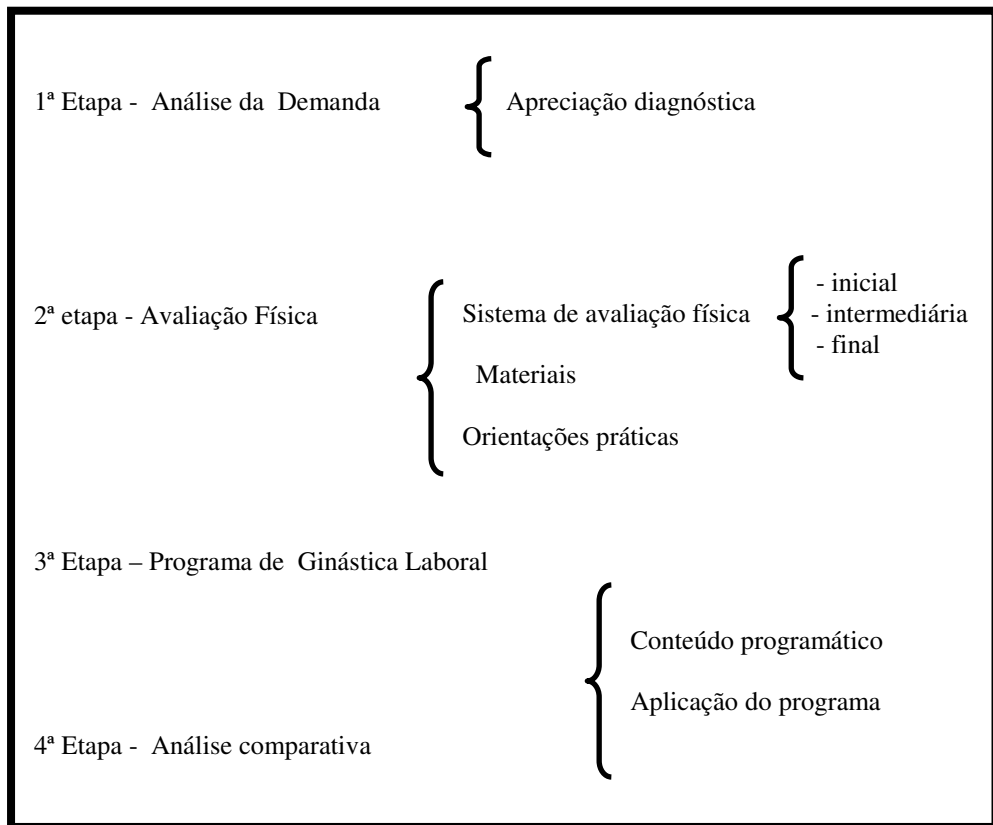 1ª Etapa - Análise da Demanda
Apreciação diagnóstica
2ª etapa - Avaliação Física
Sistema de avaliação física
- inicial
- intermediária
- final
Materiais
Orientações práticas
3ª Etapa – Programa de Ginástica Laboral
Conteúdo programático
Aplicação do programa
4ª Etapa - Análise comparativa